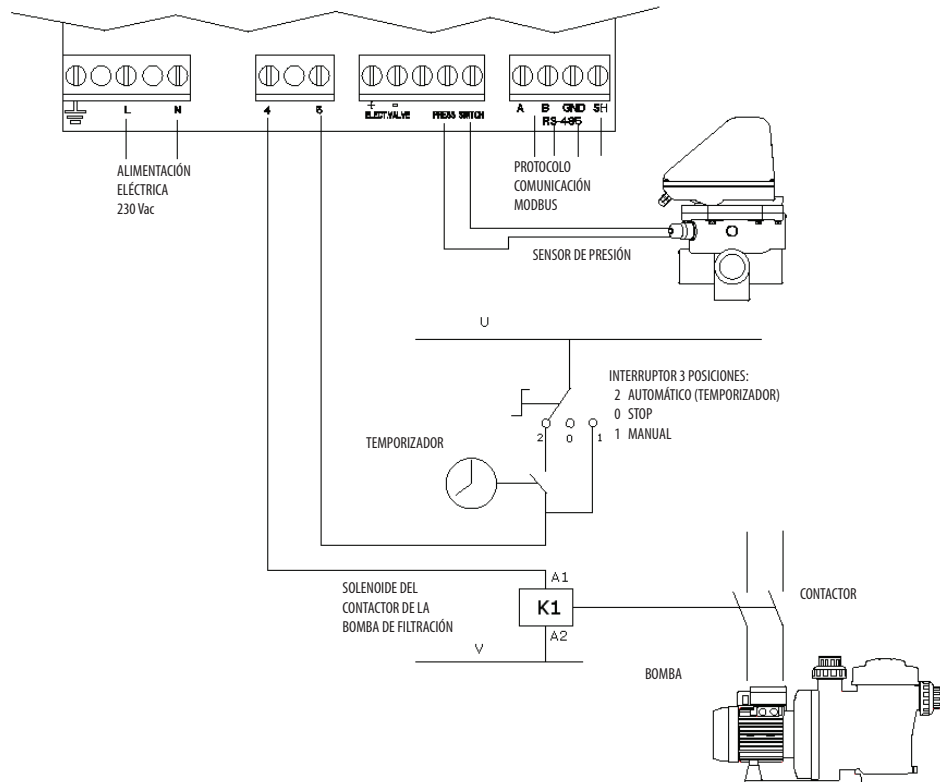 L N 4 5 + - ELECT.VALVE PRESS SWITCH A B GND SH
RS-485
ALIMENTACIÓN
ELÉCTRICA
230 Vac
PROTOCOLO
COMUNICACIÓN
MODBUS
SENSOR DE PRESIÓN
U
INTERRUPTOR 3 POSICIONES:
2 AUTOMÁTICO (TEMPORIZADOR)
0 STOP
1 MANUAL
2 0 1
TEMPORIZADOR
A1
SOLENOIDE DEL
CONTACTOR DE LA
BOMBA DE FILTRACIÓN
K1
CONTACTOR
A2
V
BOMBA